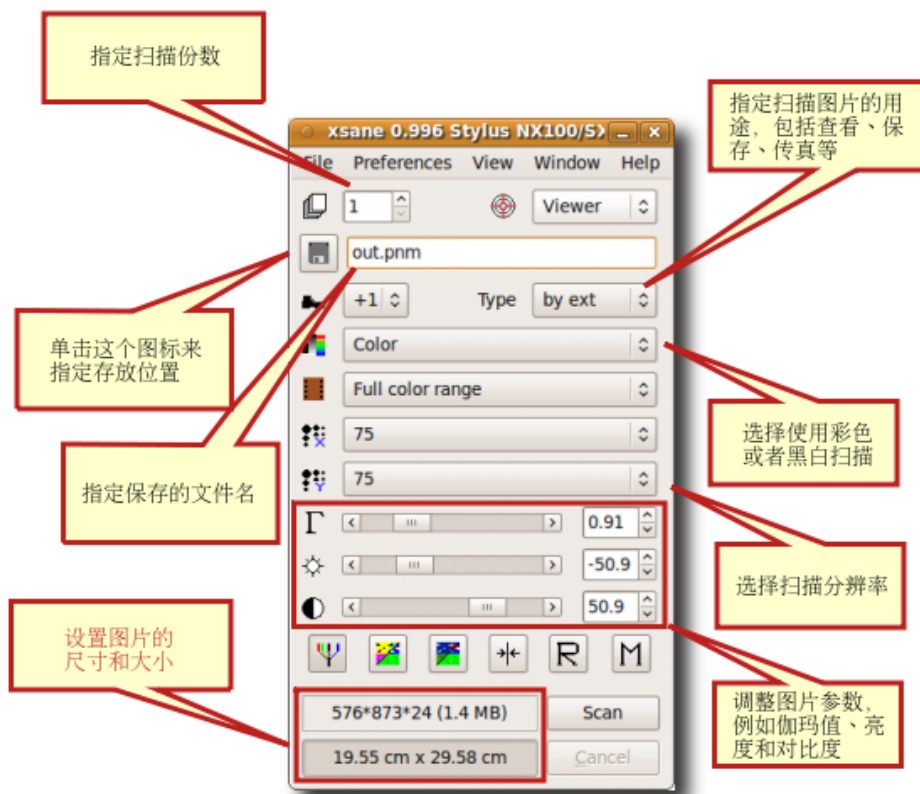 指定扫描份数
指定扫描图片的用
途，包括查看、保
存、传真等
xsane 0.996 Stylus NX100/S
File Preferences View Window Help
1 Viewer
out.pnm
+1 Type by ext
单击这个图标来
指定存放位置
Color
Full color range
选择使用彩色
或者黑白扫描
75
75
指定保存的文件名
Γ 0.91
-50.9
50.9
选择扫描分辨率
设置图片的
尺寸和大小
R M
576*873*24 (1.4 MB) Scan
19.55 cm x 29.58 cm Cancel
调整图片参数，
例如伽玛值、亮
度和对比度